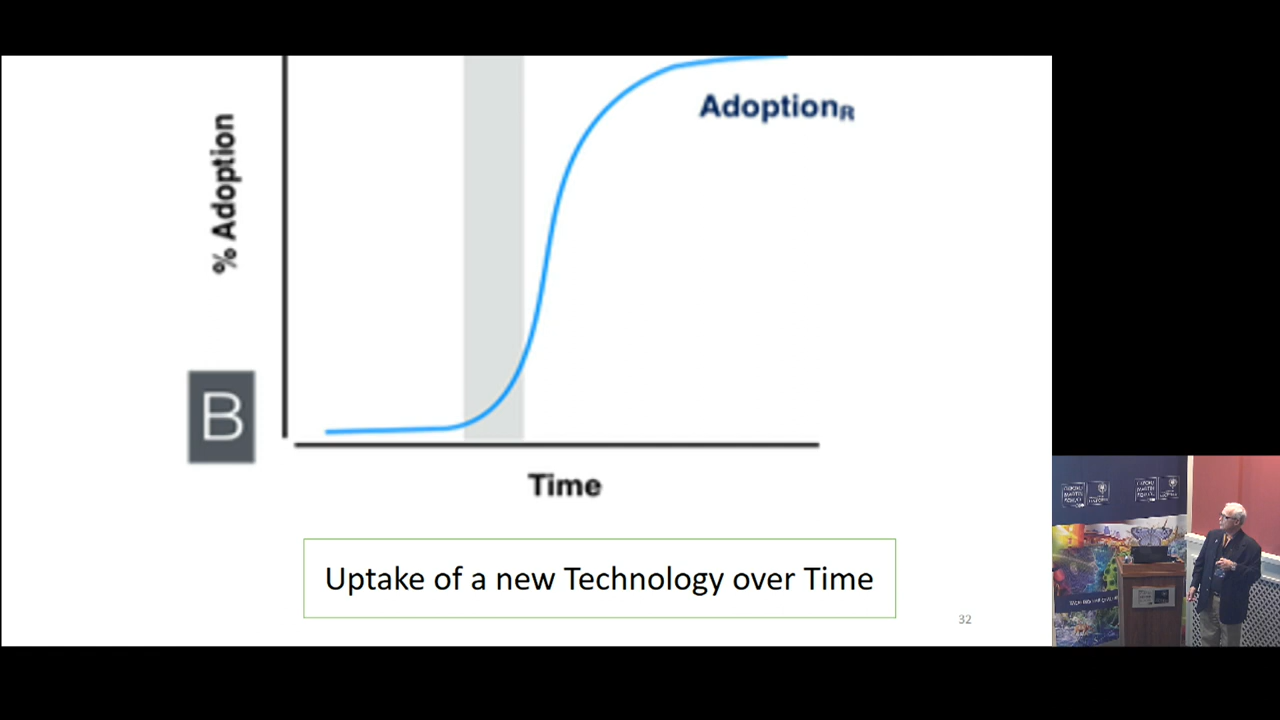 % Adoption
Adoptionᵣ
B
Time
Uptake of a new Technology over Time
32